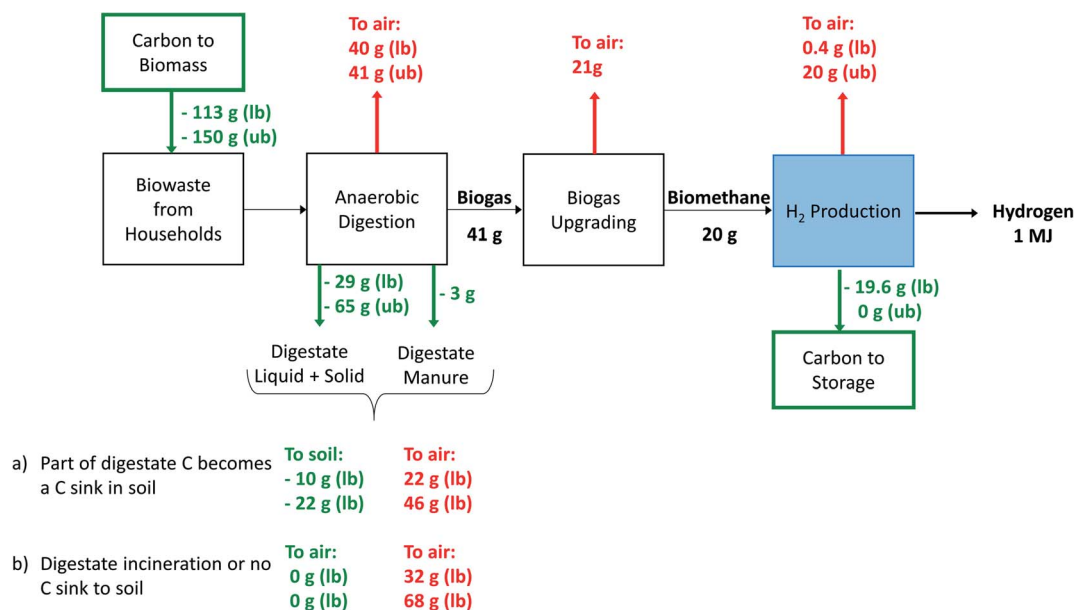 Carbon to
Biomass
- 113 g (lb)
- 150 g (ub)
To air:
40 g (lb)
41 g (ub)
To air:
21g
To air:
0.4 g (lb)
20 g (ub)
Biowaste
from
Households
Anaerobic
Digestion
Biogas
41 g
Biogas
Upgrading
Biomethane
20 g
H₂ Production
Hydrogen
1 MJ
- 29 g (lb)
- 65 g (ub)
- 3 g
- 19.6 g (lb)
0 g (ub)
Digestate
Liquid + Solid
Digestate
Manure
Carbon to
Storage
a) Part of digestate C becomes
a C sink in soil
To soil:
- 10 g (lb)
- 22 g (lb)
To air:
22 g (lb)
46 g (lb)
b) Digestate incineration or no
C sink to soil
To air:
0 g (lb)
0 g (lb)
To air:
32 g (lb)
68 g (lb)